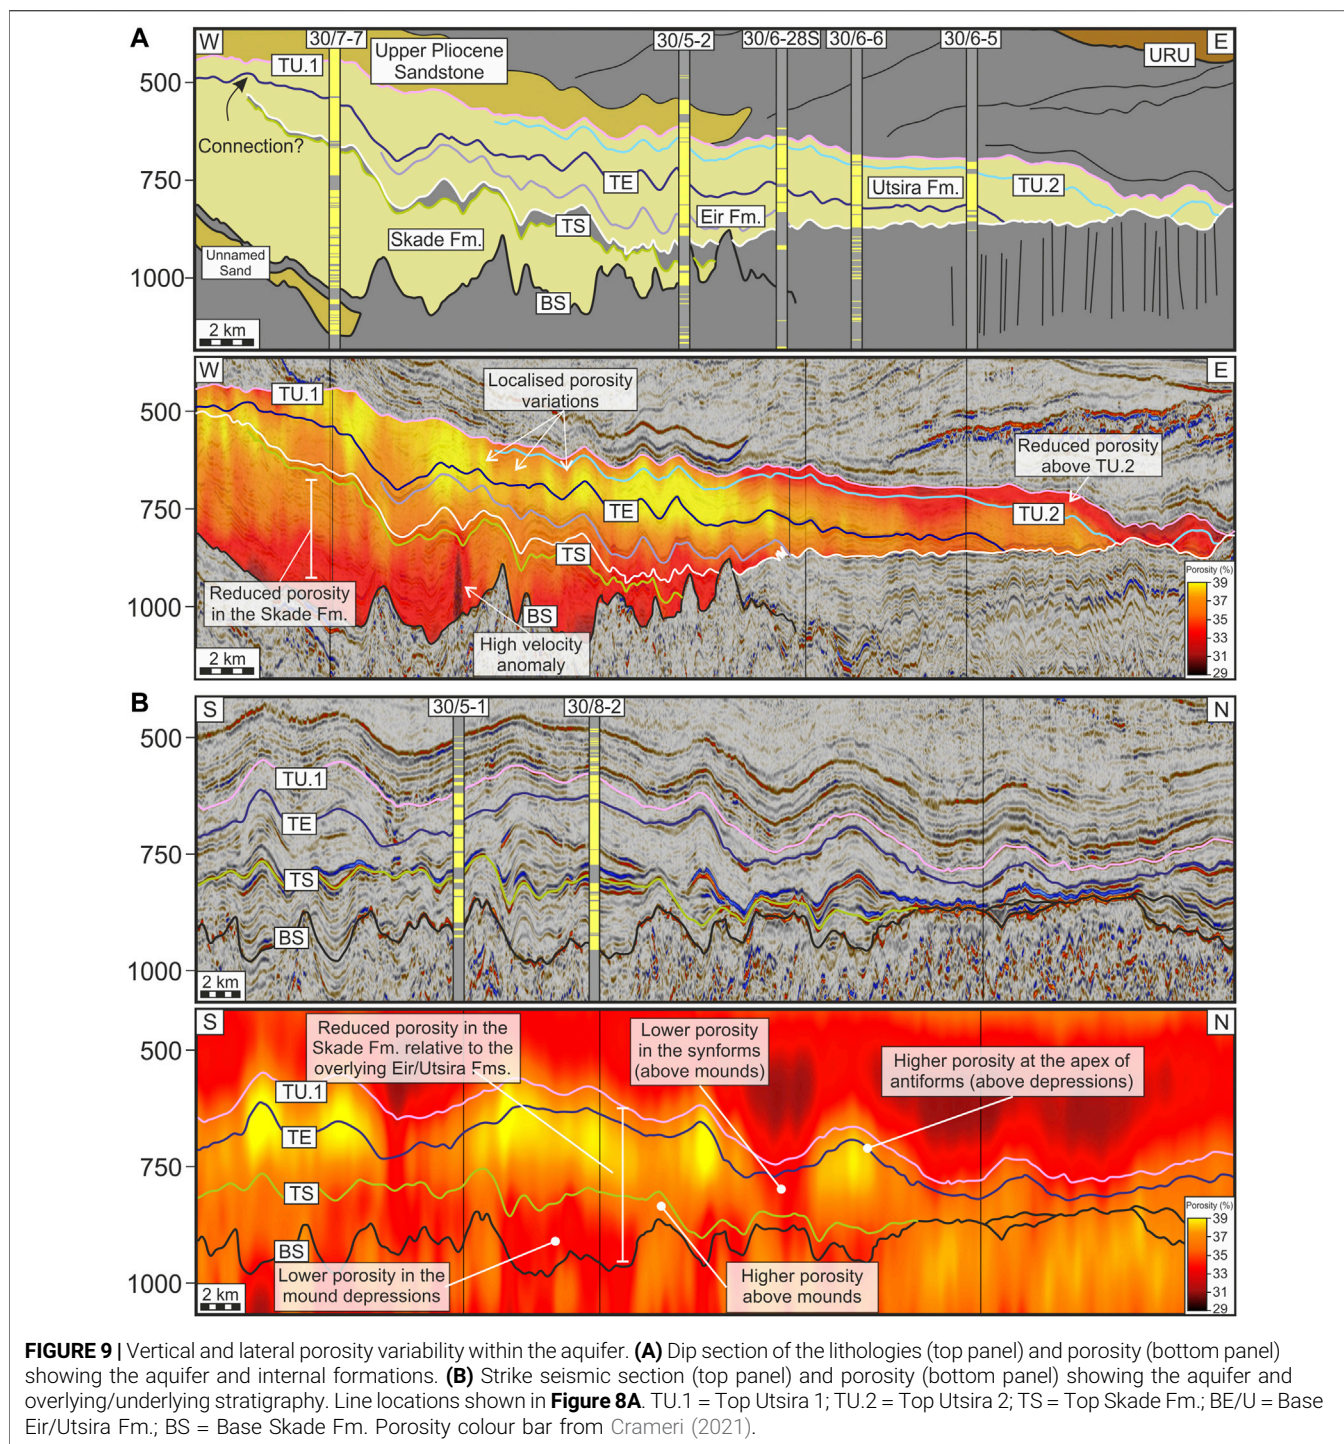 A
W
30/7-7
Upper Pliocene
Sandstone
30/5-2
30/6-28S
30/6-6
30/6-5
URU
E
TU.1
500
Connection?
750
TE
Utsira Fm.
TU.2
Eir Fm.
TS
Skade Fm.
Unnamed
Sand
1000
BS
2 km
W
E
TU.1
Localised porosity
variations
500
Reduced porosity
above TU.2
750
TE
TU.2
TS
Porosity (%)
39
37
35
33
31
29
Reduced porosity
in the Skade Fm.
1000
BS
High velocity
anomaly
2 km
B
S
30/5-1
30/8-2
N
500
TU.1
TE
750
TS
BS
1000
2 km
S
Reduced porosity in the
Skade Fm. relative to the
overlying Eir/Utsira Fms.
Lower porosity
in the synforms
(above mounds)
Higher porosity at the apex of
antiforms (above depressions)
N
500
TU.1
TE
750
TS
Porosity (%)
39
37
35
33
31
29
BS
1000
Lower porosity in the
mound depressions
Higher porosity
above mounds
2 km
FIGURE 9 | Vertical and lateral porosity variability within the aquifer. (A) Dip section of the lithologies (top panel) and porosity (bottom panel)
showing the aquifer and internal formations. (B) Strike seismic section (top panel) and porosity (bottom panel) showing the aquifer and
overlying/underlying stratigraphy. Line locations shown in Figure 8A. TU.1 = Top Utsira 1; TU.2 = Top Utsira 2; TS = Top Skade Fm.; BE/U = Base
Eir/Utsira Fm.; BS = Base Skade Fm. Porosity colour bar from Crameri (2021).